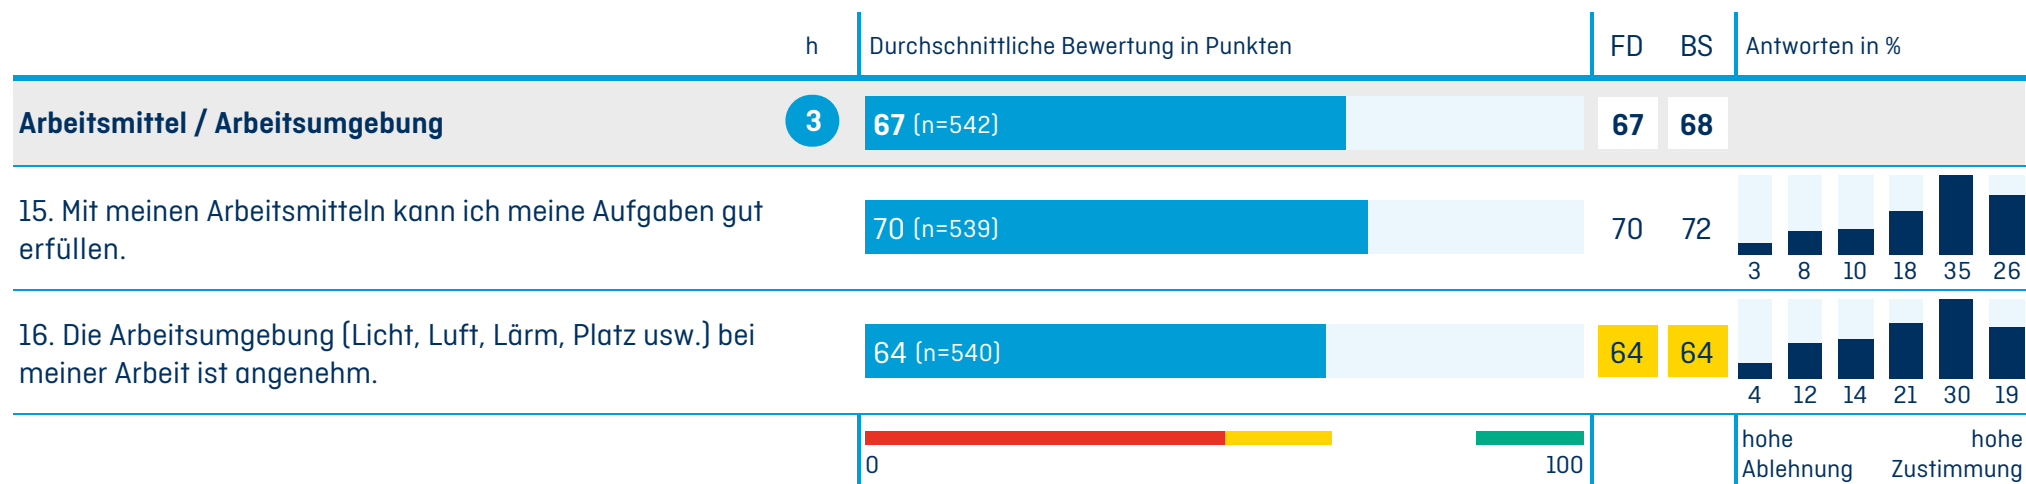 h Durchschnittliche Bewertung in Punkten FD BS Antworten in %
Arbeitsmittel / Arbeitsumgebung 3 67 (n=542) 67 68
15. Mit meinen Arbeitsmitteln kann ich meine Aufgaben gut
erfüllen.
70 (n=539) 70 72
3 8 10 18 35 26
16. Die Arbeitsumgebung (Licht, Luft, Lärm, Platz usw.) bei
meiner Arbeit ist angenehm.
64 (n=540) 64 64
4 12 14 21 30 19
0 100
hohe hohe
Ablehnung Zustimmung